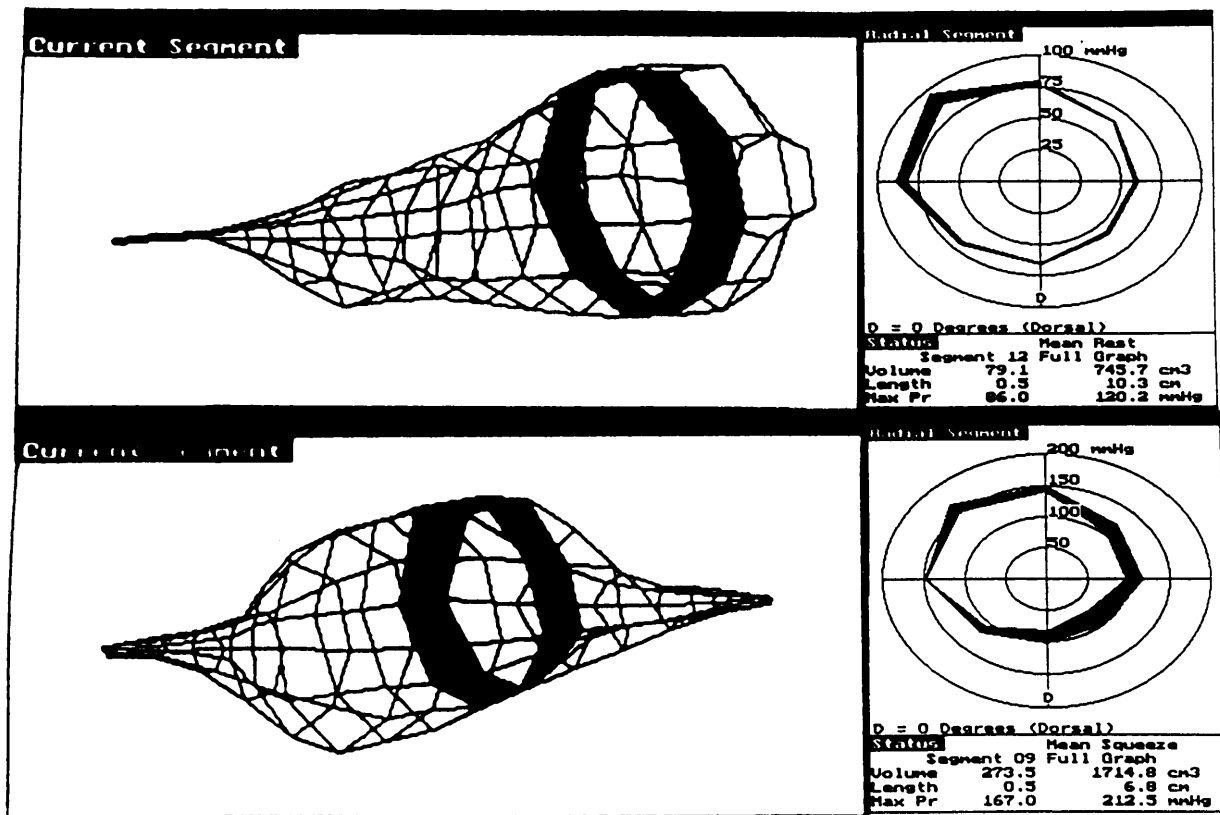 Current Segment
Radial Segment
100 mmHg
75
50
25
D
D = 0 Degrees (Dorsal)
Status Mean Rest
Segment 12 Full Graph
Volume 79.1 745.7 cm3
Length 0.5 10.3 cm
Max Pr 86.0 120.2 mmHg
Current Segment
Radial Segment
200 mmHg
150
100
50
D
D = 0 Degrees (Dorsal)
Status Mean Squeeze
Segment 09 Full Graph
Volume 273.5 1714.8 cm3
Length 0.5 6.8 cm
Max Pr 167.0 212.5 mmHg